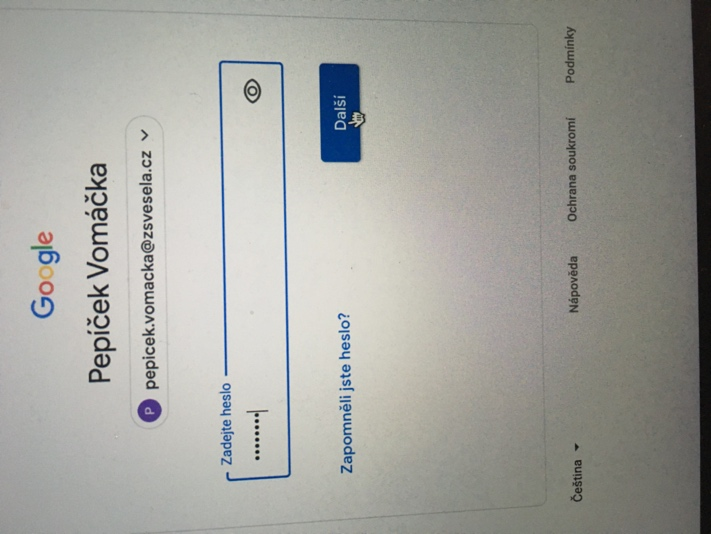 Google
Pepíček Vomáčka
P pepicek.vomacka@zsvesela.cz
Zadejte heslo
••••••••
Zapomněli jste heslo?
Další
Čeština
Nápověda
Ochrana soukromí
Podmínky